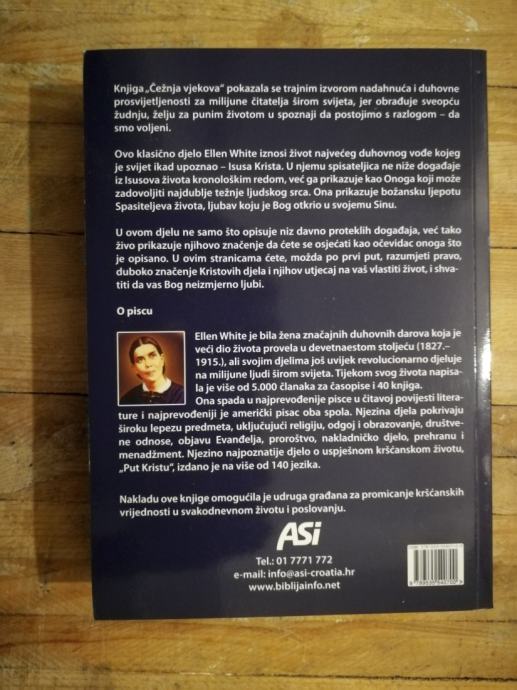 Knjiga „Čežnja vjekova“ pokazala se trajnim izvorom nadahnuća i duhovne
prosvijetljenosti za milijune čitatelja širom svijeta, jer obrađuje sveopću
žudnju, želju za punim životom u spoznaji da postojimo s razlogom – da
smo voljeni.
Ovo klasično djelo Ellen White iznosi život najvećeg duhovnog vođe kojeg
je svijet ikad upoznao – Isusa Krista. U njemu spisateljica ne niže događaje
iz Isusova života kronološkim redom, već ga prikazuje kao Onoga koji može
zadovoljiti najdublje težnje ljudskog srca. Ona prikazuje božansku ljepotu
Spasiteljeva života, ljubav koju je Bog otkrio u svojemu Sinu.
U ovom djelu ne samo što opisuje niz davno proteklih događaja, već tako
živo prikazuje njihovo značenje da ćete se osjećati kao očevidac onoga što
je opisano. U ovim stranicama ćete, možda po prvi put, razumjeti pravo,
duboko značenje Kristovih djela i njihov utjecaj na vaš vlastiti život, i shva-
titi da vas Bog neizmjerno ljubi.
O piscu
Ellen White je bila žena značajnih duhovnih darova koja je
veći dio života provela u devetnaestom stoljeću (1827.–
1915.), ali svojim djelima još uvijek revolucionarno djeluje
na milijune ljudi širom svijeta. Tijekom svog života napisa-
la je više od 5.000 članaka za časopise i 40 knjiga.
Ona spada u najprevođenije pisce u čitavoj povijesti litera-
ture i najprevođeniji je američki pisac oba spola. Njezina djela pokrivaju
široku lepezu predmeta, uključujući religiju, odgoj i obrazovanje, društve-
ne odnose, objavu Evanđelja, proroštvo, nakladničko djelo, prehranu i
menadžment. Njezino najpoznatije djelo o uspješnom kršćanskom životu,
„Put Kristu“, izdano je na više od 140 jezika.
Nakladu ove knjige omogućila je udruga građana za promicanje kršćanskih
vrijednosti u svakodnevnom životu i poslovanju.
ASi
Tel.: 01 7771 772
e-mail: info@asi-croatia.hr
www.biblijainfo.net